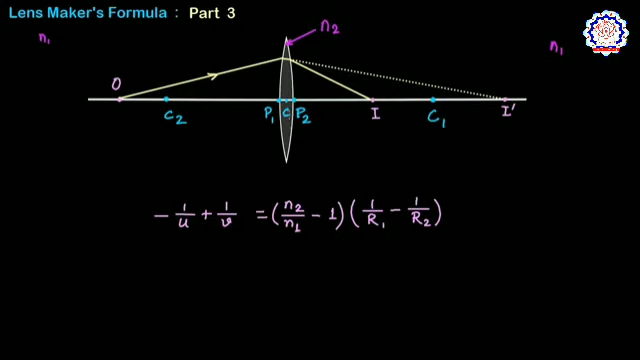 Lens Maker's Formula : Part 3
n₁
n₂
n₁
O
C₂
P₁ C P₂
I
C₁
I'
- 1/u + 1/v = (n₂/n₁ - 1) (1/R₁ - 1/R₂)